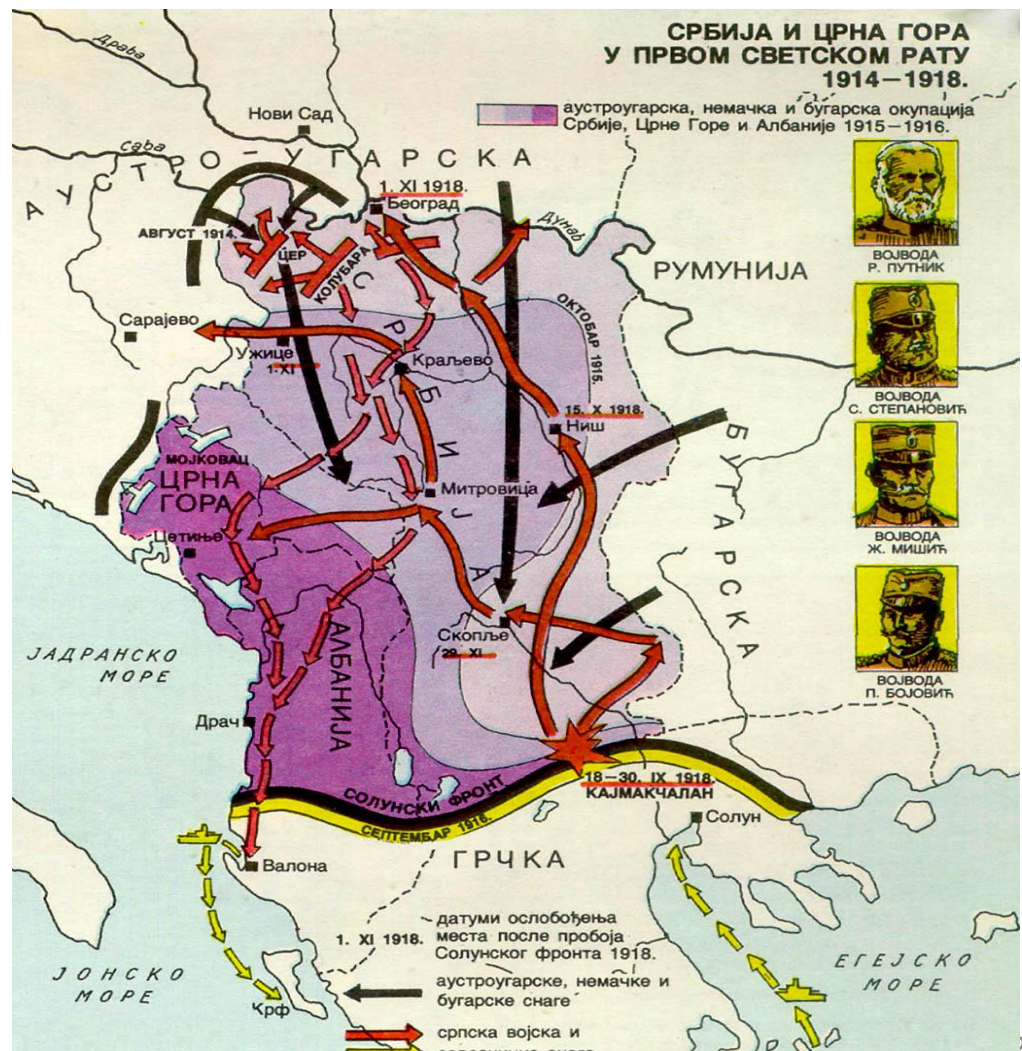 СРБИЈА И ЦРНА ГОРА
У ПРВОМ СВЕТСКОМ РАТУ
1914—1918.
аустроугарска, немачка и бугарска окупација
Србије, Црне Горе и Албаније 1915—1916.
Драва
Нови Сад
Сава
АУСТРО-УГАРСКА
1. XI 1918.
Београд
Дунав
АВГУСТ 1914.
ЦЕР
КОЛУБАРА
РУМУНИЈА
ВОЈВОДА
Р. ПУТНИК
Сарајево
Ужице
1. XI
Краљево
ОКТОБАР 1915.
СРБИЈА
15. X 1918.
Ниш
ВОЈВОДА
С. СТЕПАНОВИЋ
БУГАРСКА
МОЈКОВАЦ
ЦРНА
ГОРА
Митровица
Цетиње
ВОЈВОДА
Ж. МИШИЋ
Скопље
29. XI
ЈАДРАНСКО
МОРЕ
АЛБАНИЈА
ВОЈВОДА
П. БОЈОВИЋ
Драч
СОЛУНСКИ ФРОНТ
СЕПТЕМБАР 1918.
18—30. IX 1918.
КАЈМАКЧАЛАН
Солун
Валона
ГРЧКА
1. XI 1918.
датуми ослобођења
места после пробоја
Солунског фронта 1918.
ЈОНСКО
МОРЕ
Крф
ЕГЕЈСКО
МОРЕ
аустроугарске, немачке и
бугарске снаге
српска војска и